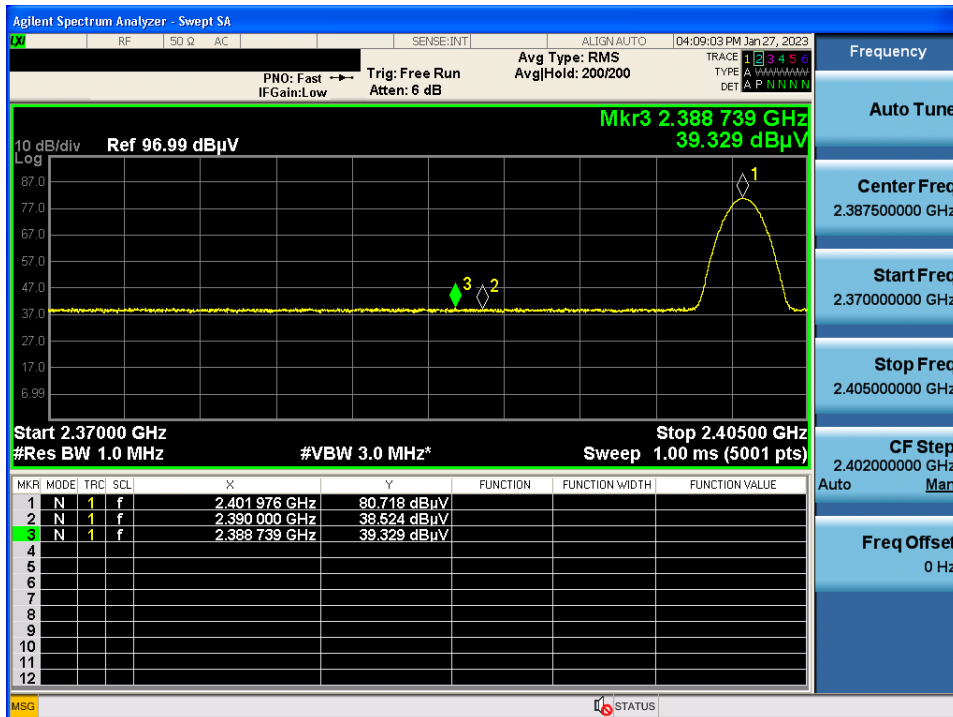 Agilent Spectrum Analyzer - Swept SA
LXI RF 50 Ω AC SENSE:INT ALIGN AUTO 04:09:03 PM Jan 27, 2023
PNO: Fast Trig: Free Run Avg Type: RMS TRACE 1 2 3 4 5 6
IFGain:Low Atten: 6 dB Avg|Hold: 200/200 TYPE A WWWWW
DET A P N N N N
Mkr3 2.388 739 GHz
39.329 dBµV
10 dB/div Ref 96.99 dBµV
Log
87.0
77.0
67.0
57.0
47.0
37.0
27.0
17.0
6.99
1
3
2
Start 2.37000 GHz Stop 2.40500 GHz
#Res BW 1.0 MHz #VBW 3.0 MHz* Sweep 1.00 ms (5001 pts)
MKR MODE TRC SCL X Y FUNCTION FUNCTION WIDTH FUNCTION VALUE
1 N 1 f 2.401 976 GHz 80.718 dBµV
2 N 1 f 2.390 000 GHz 38.524 dBµV
3 N 1 f 2.388 739 GHz 39.329 dBµV
4
5
6
7
8
9
10
11
12
MSG STATUS
Frequency
Auto Tune
Center Freq
2.387500000 GHz
Start Freq
2.370000000 GHz
Stop Freq
2.405000000 GHz
CF Step
2.402000000 GHz
Auto Man
Freq Offset
0 Hz